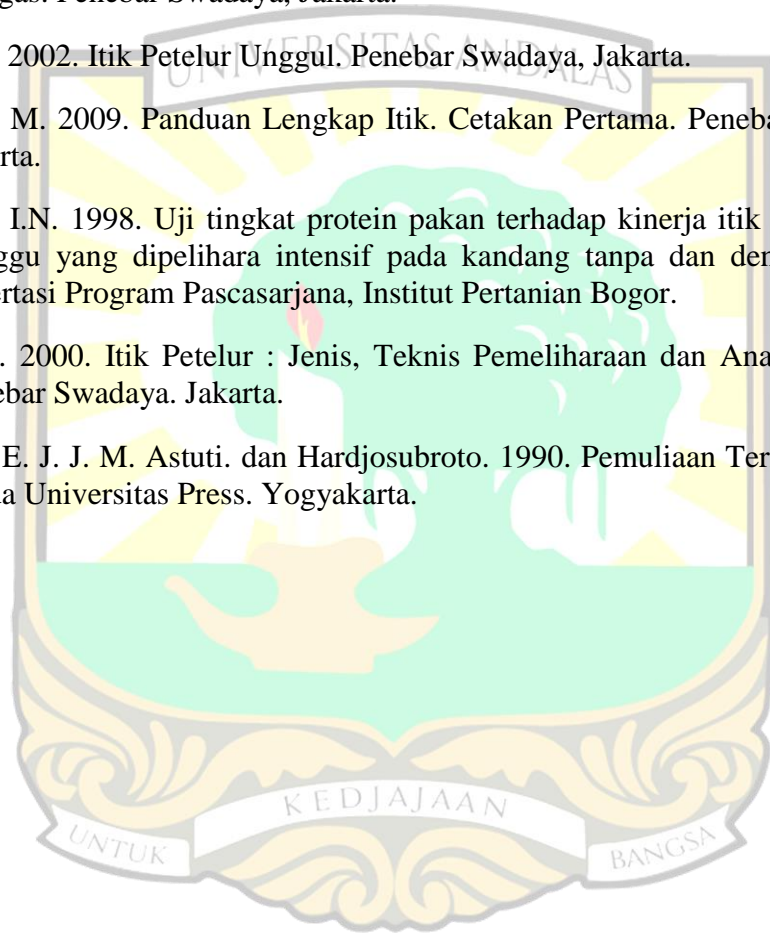 gas. Penebar Swadaya, Jakarta.
2002. Itik Petelur Unggul. Penebar Swadaya, Jakarta.
UNIVERSITAS ANDALAS
M. 2009. Panduan Lengkap Itik. Cetakan Pertama. Peneba
rta.
I.N. 1998. Uji tingkat protein pakan terhadap kinerja itik
ggu yang dipelihara intensif pada kandang tanpa dan den
ertasi Program Pascasarjana, Institut Pertanian Bogor.
. 2000. Itik Petelur : Jenis, Teknis Pemeliharaan dan Ana
ebar Swadaya. Jakarta.
E. J. J. M. Astuti. dan Hardjosubroto. 1990. Pemuliaan Ter
a Universitas Press. Yogyakarta.
KEDJAJAAN
UNTUK BANGSA